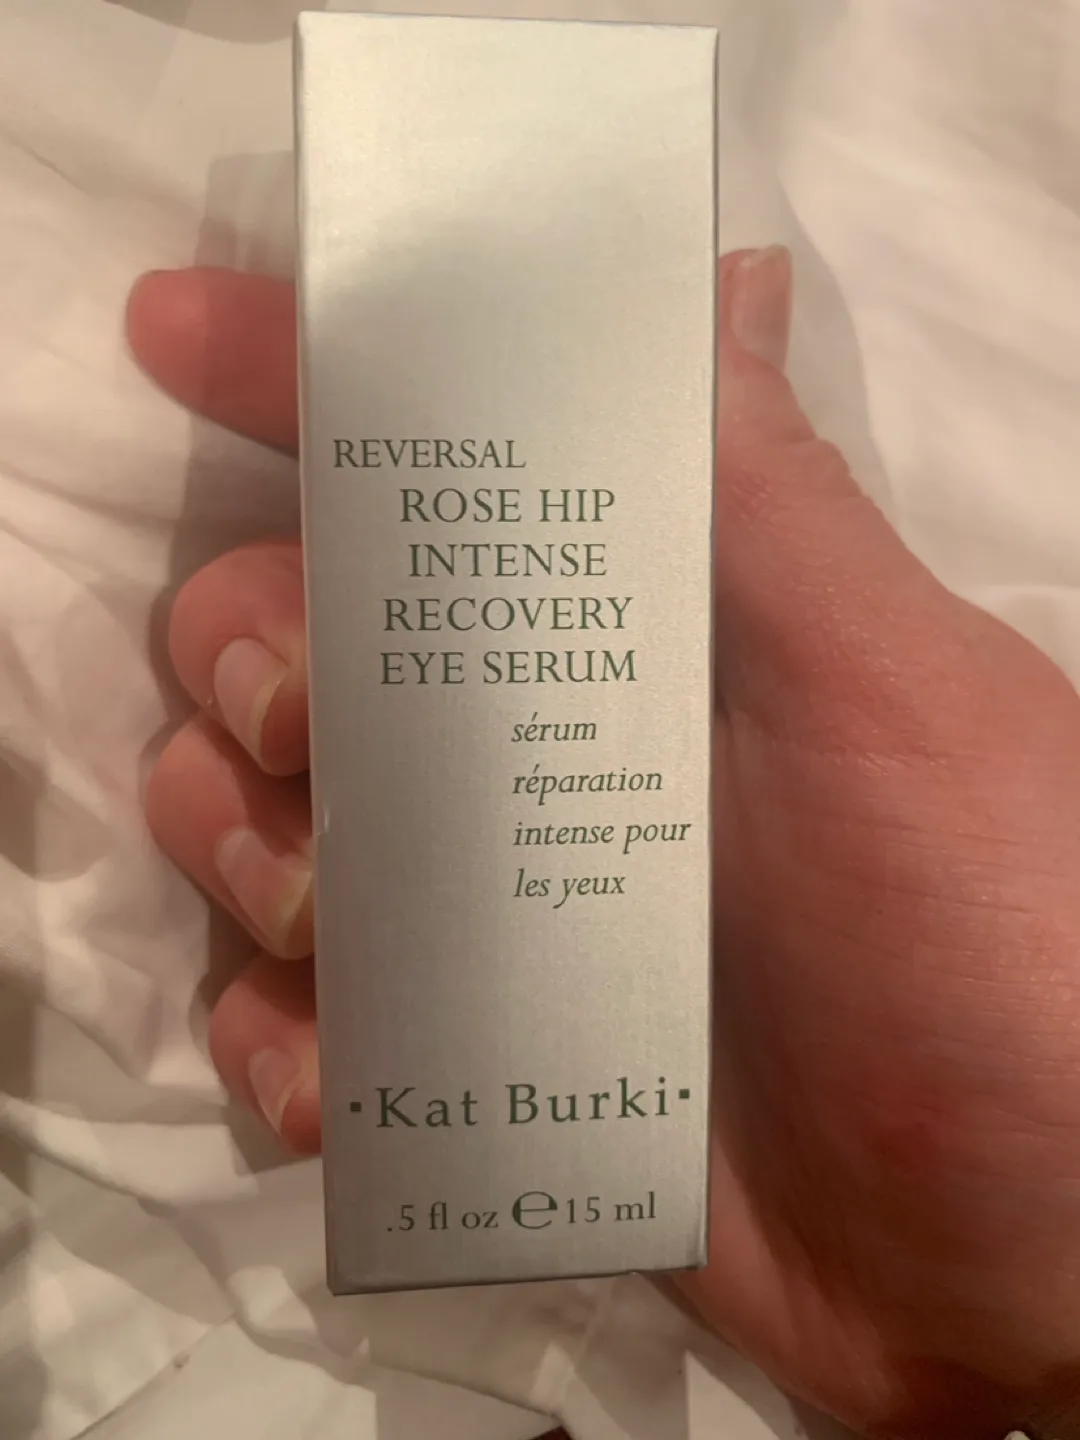 REVERSAL
ROSE HIP
INTENSE
RECOVERY
EYE SERUM
sérum
réparation
intense pour
les yeux
·Kat Burki·
.5 fl oz ℮ 15 ml